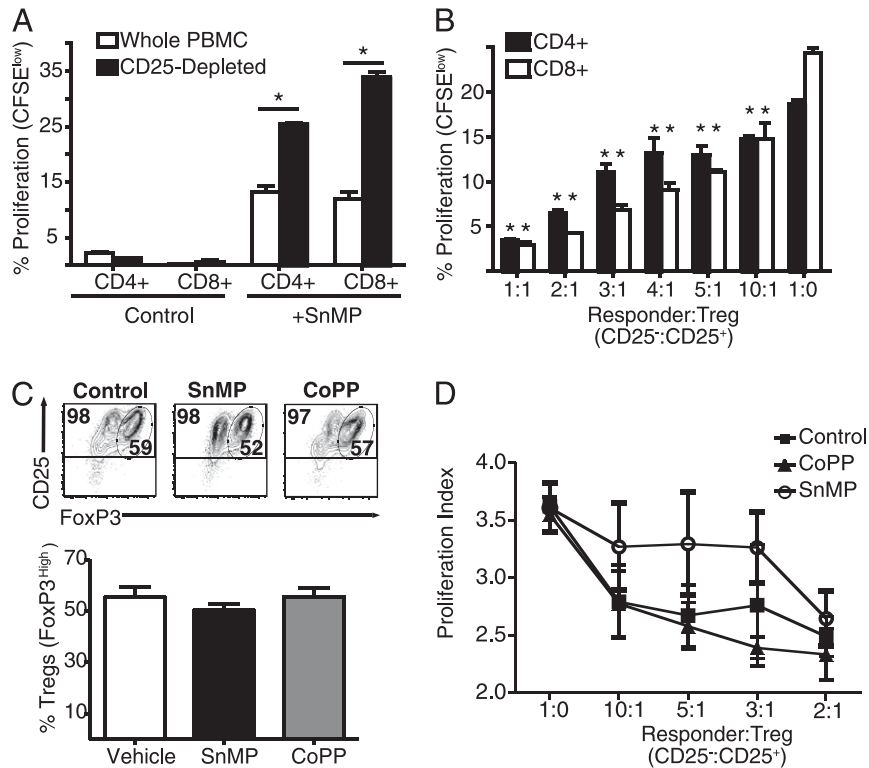 A
Whole PBMC
CD25-Depleted
% Proliferation (CFSElow)
35
25
15
5
*
*
CD4+ CD8+ CD4+ CD8+
Control +SnMP
B
CD4+
CD8+
% Proliferation (CFSElow)
20
15
10
5
* * * * * * * * * * * *
1:1 2:1 3:1 4:1 5:1 10:1 1:0
Responder:Treg
(CD25-:CD25+)
C
Control SnMP CoPP
98 98 97
59 52 57
CD25
FoxP3
% Tregs (FoxP3High)
70
50
30
10
Vehicle SnMP CoPP
D
Control
CoPP
SnMP
Proliferation Index
4.0
3.5
3.0
2.5
2.0
1:0 10:1 5:1 3:1 2:1
Responder:Treg
(CD25-:CD25+)